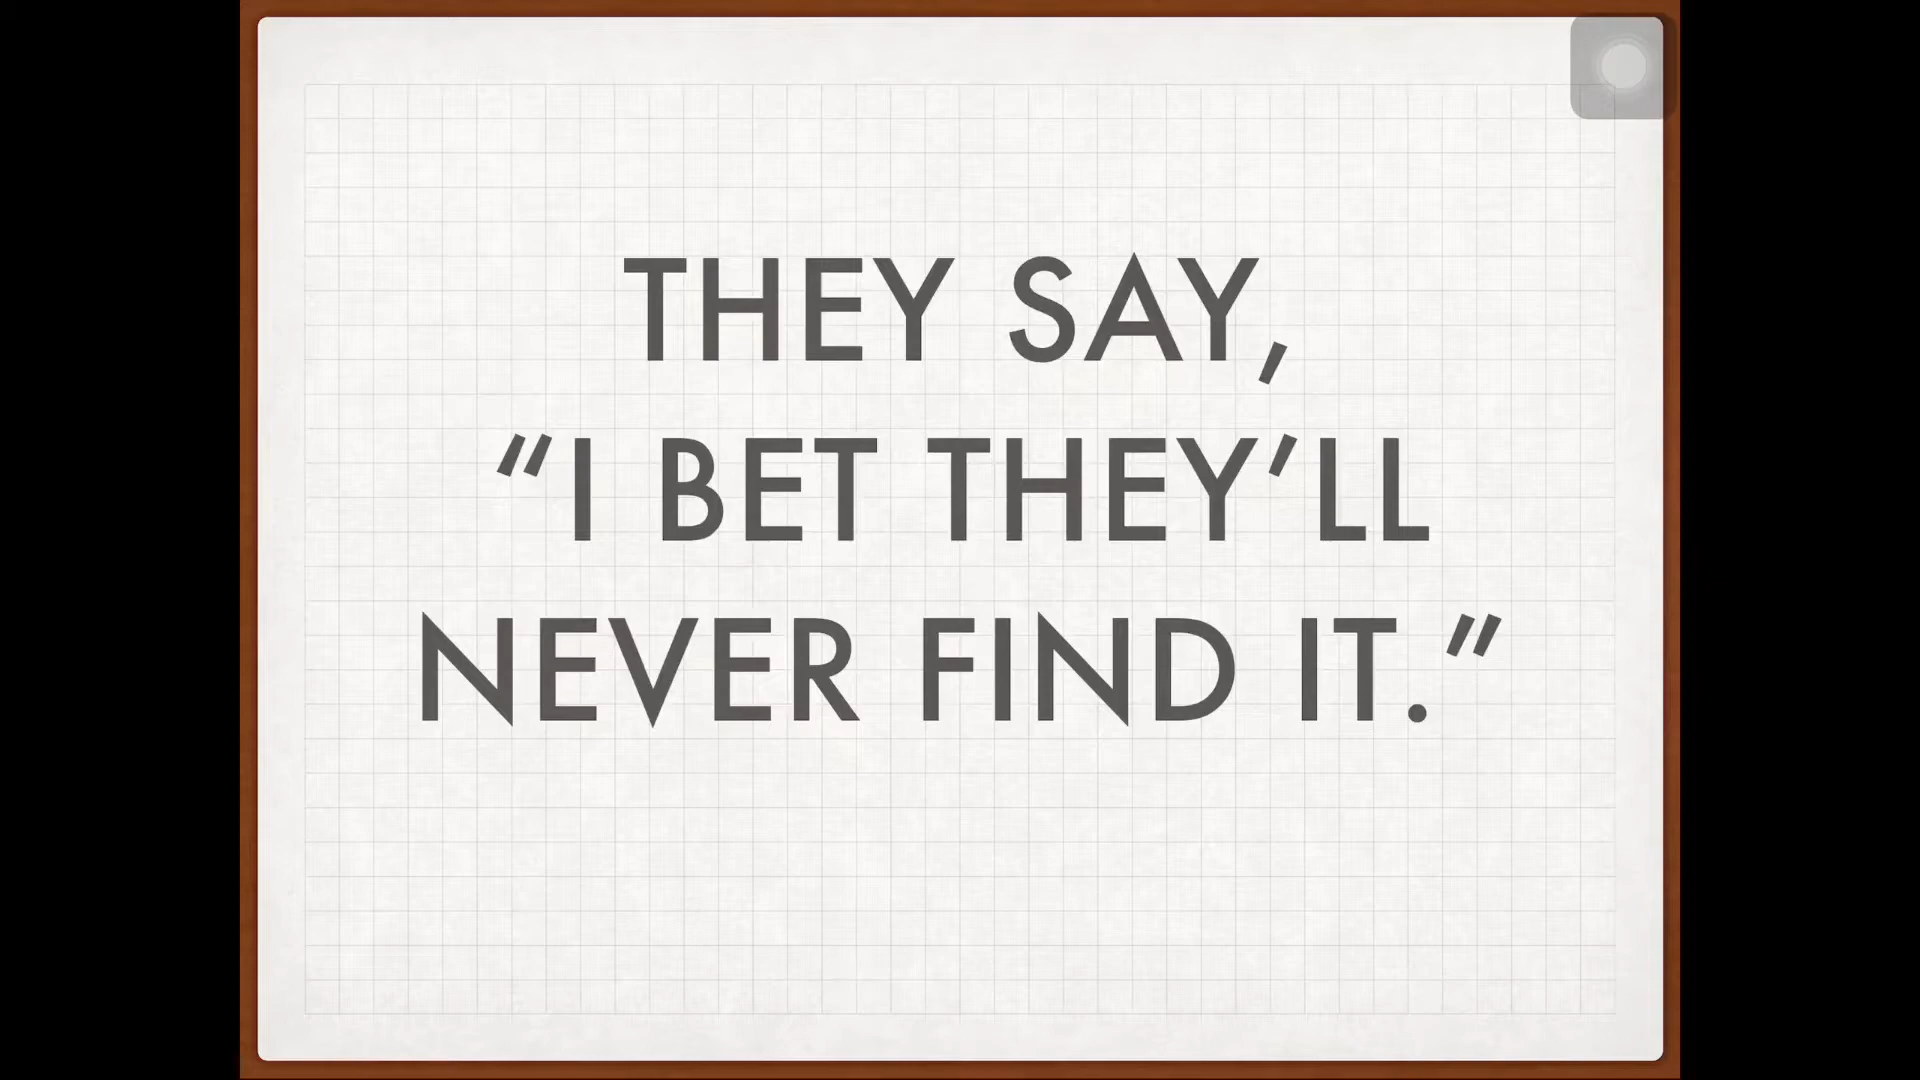 THEY SAY,
“I BET THEY’LL
NEVER FIND IT.”